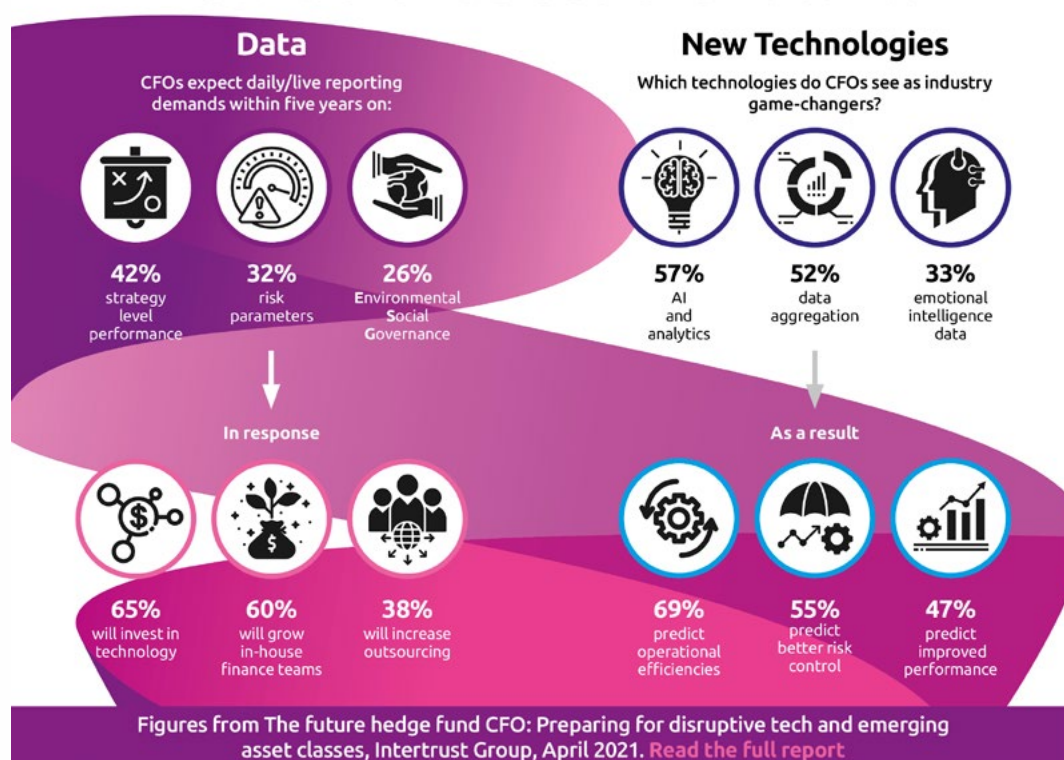 Data
CFOs expect daily/live reporting
demands within five years on:
42%
strategy
level
performance
32%
risk
parameters
26%
Environmental
Social
Governance
In response
65%
will invest in
technology
60%
will grow
in-house
finance teams
38%
will increase
outsourcing
New Technologies
Which technologies do CFOs see as industry
game-changers?
57%
AI
and
analytics
52%
data
aggregation
33%
emotional
intelligence
data
As a result
69%
predict
operational
efficiencies
55%
predict
better risk
control
47%
predict
improved
performance
Figures from The future hedge fund CFO: Preparing for disruptive tech and emerging
asset classes, Intertrust Group, April 2021. Read the full report